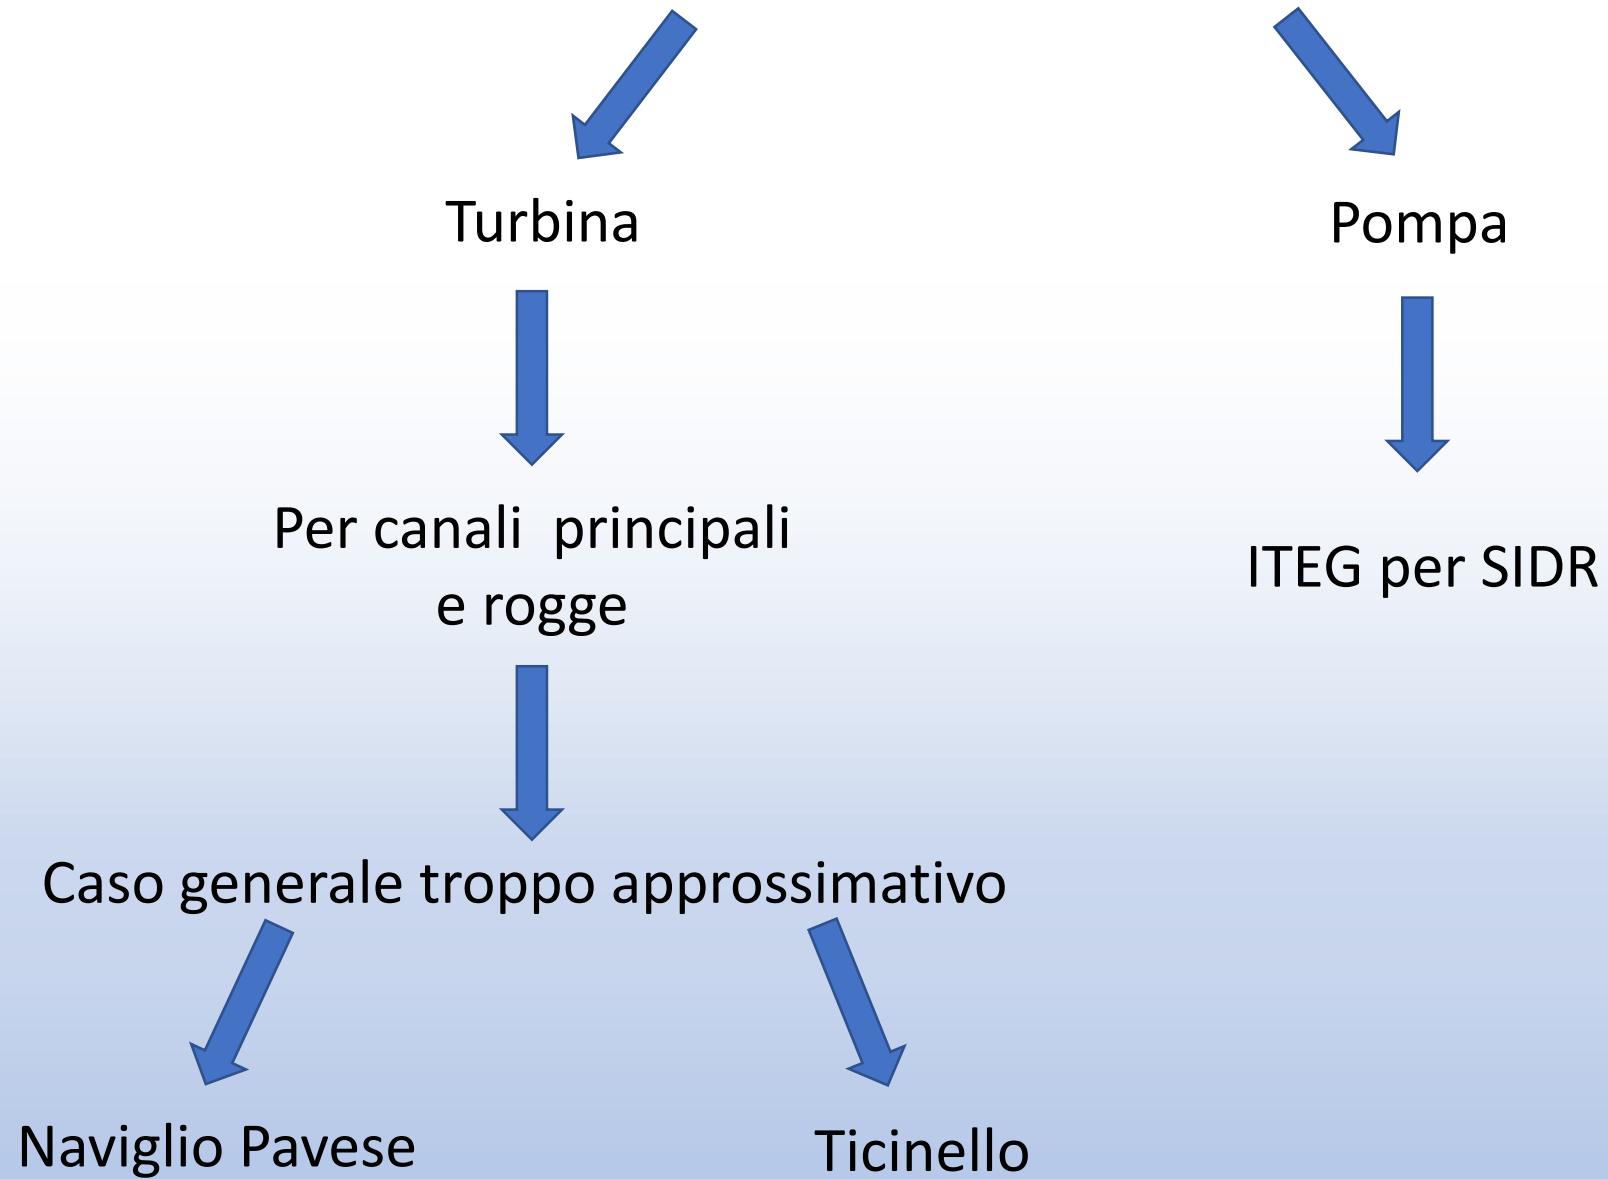 Turbina
Pompa
Per canali  principali
e rogge
ITEG per SIDR
Caso generale troppo approssimativo
Naviglio Pavese
Ticinello